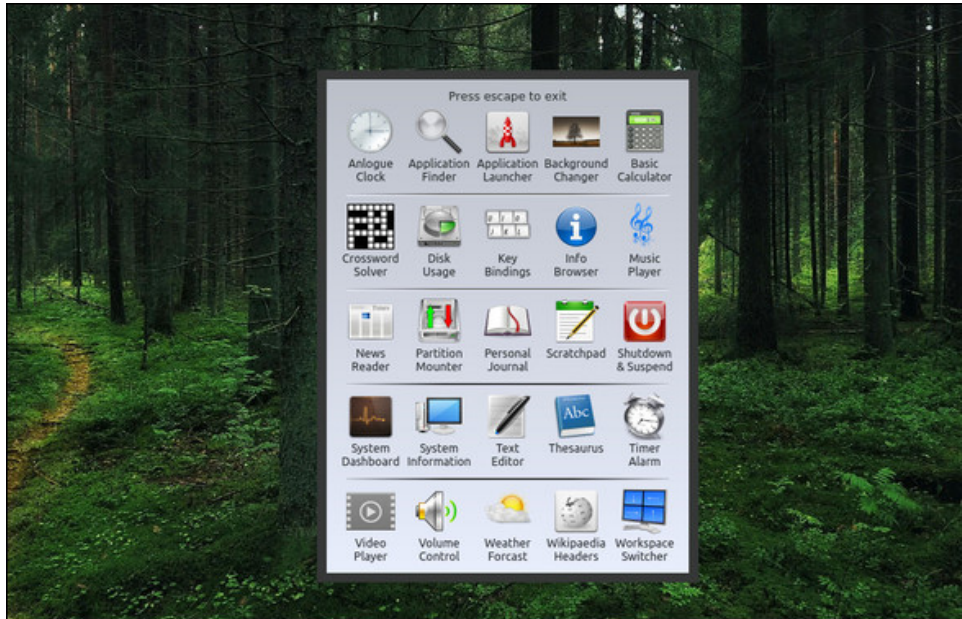 Press escape to exit
Anlogue Application Application Background Basic
Clock Finder Launcher Changer Calculator
Crossword Disk Key Info Music
Solver Usage Bindings Browser Player
News Partition Personal Scratchpad Shutdown
Reader Mounter Journal & Suspend
System System Text Thesaurus Timer
Dashboard Information Editor Alarm
Abc
Video Volume Weather Wikipaedia Workspace
Player Control Forcast Headers Switcher